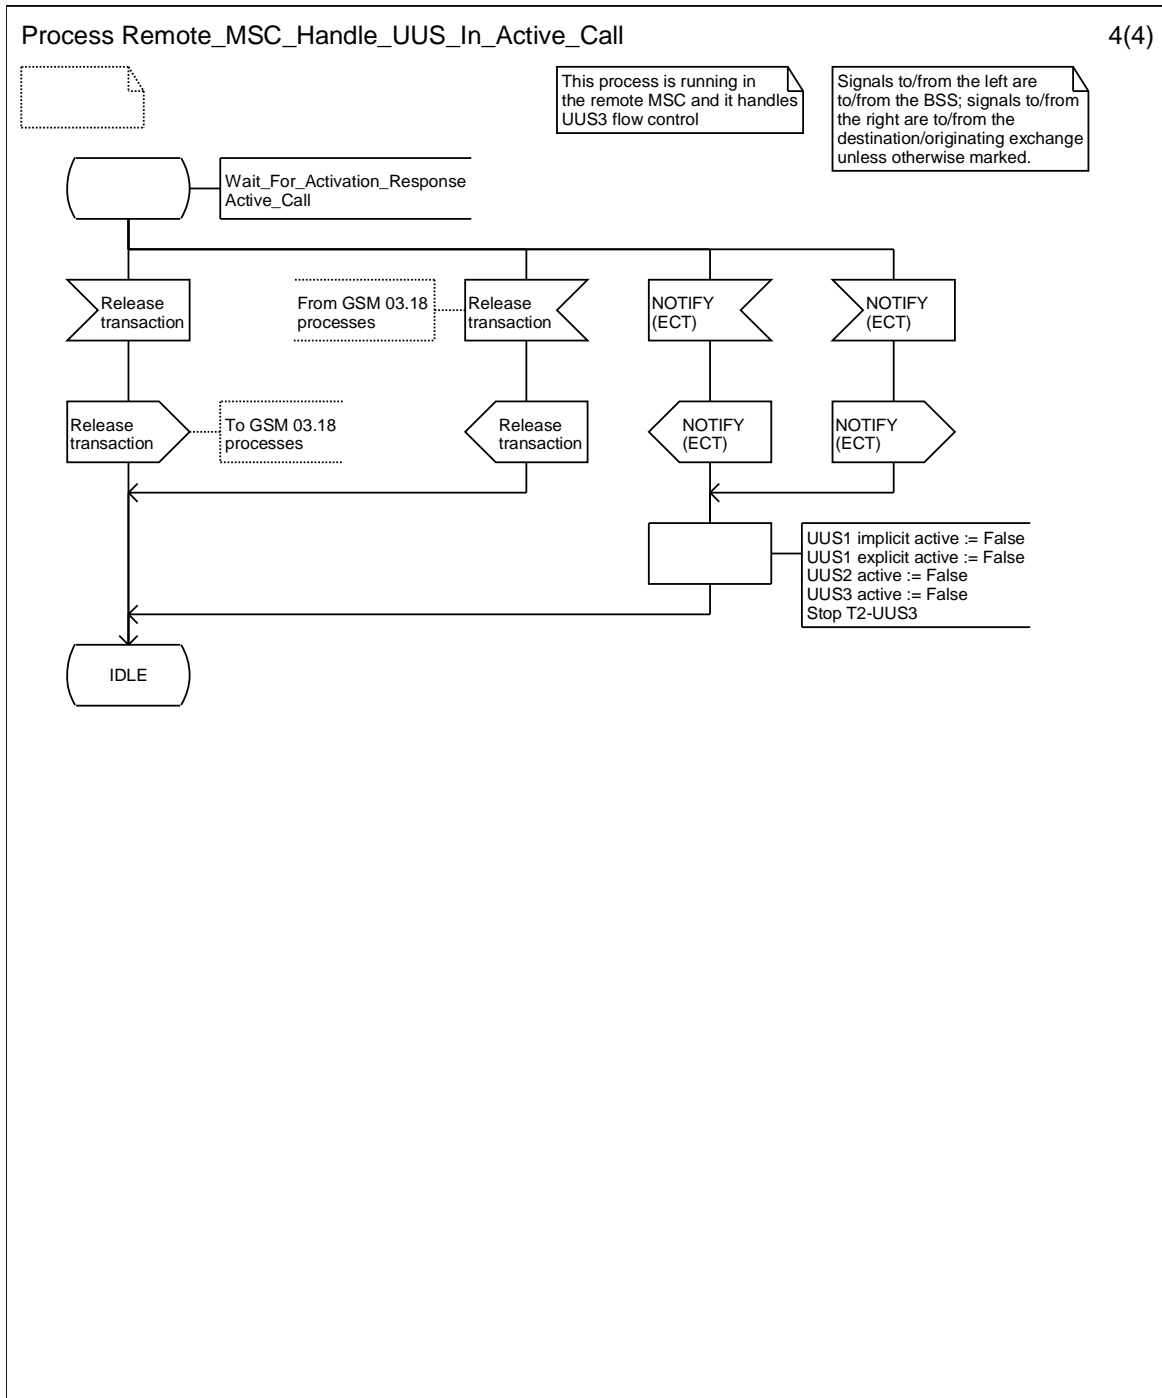 Process Remote_MSC_Handle_UUS_In_Active_Call
4(4)
This process is running in
the remote MSC and it handles
UUS3 flow control
Signals to/from the left are
to/from the BSS; signals to/from
the right are to/from the
destination/originating exchange
unless otherwise marked.
Wait_For_Activation_Response
Active_Call
Release
transaction
From GSM 03.18
processes
Release
transaction
NOTIFY
(ECT)
NOTIFY
(ECT)
Release
transaction
To GSM 03.18
processes
Release
transaction
NOTIFY
(ECT)
NOTIFY
(ECT)
UUS1 implicit active := False
UUS1 explicit active := False
UUS2 active := False
UUS3 active := False
Stop T2-UUS3
IDLE